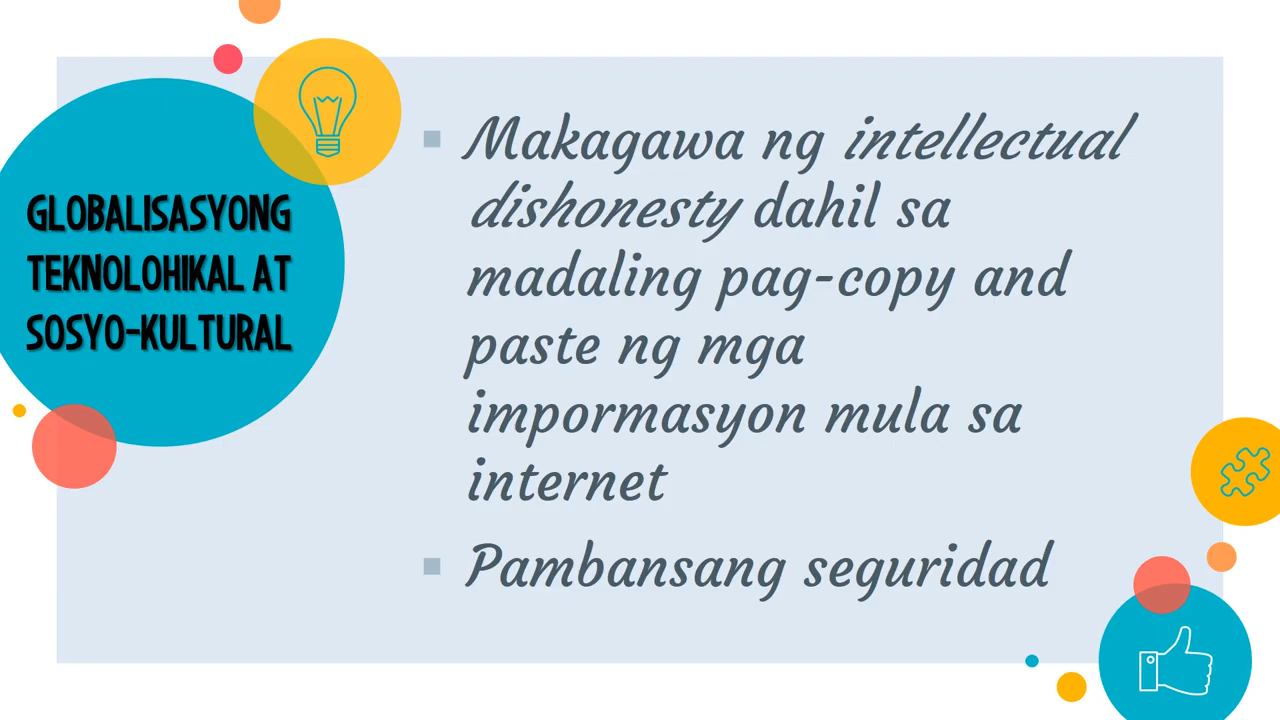 GLOBALISASYONG
TEKNOLOHIKAL AT
SOSYO-KULTURAL
Makagawa ng intellectual
dishonesty dahil sa
madaling pag-copy and
paste ng mga
impormasyon mula sa
internet
Pambansang seguridad